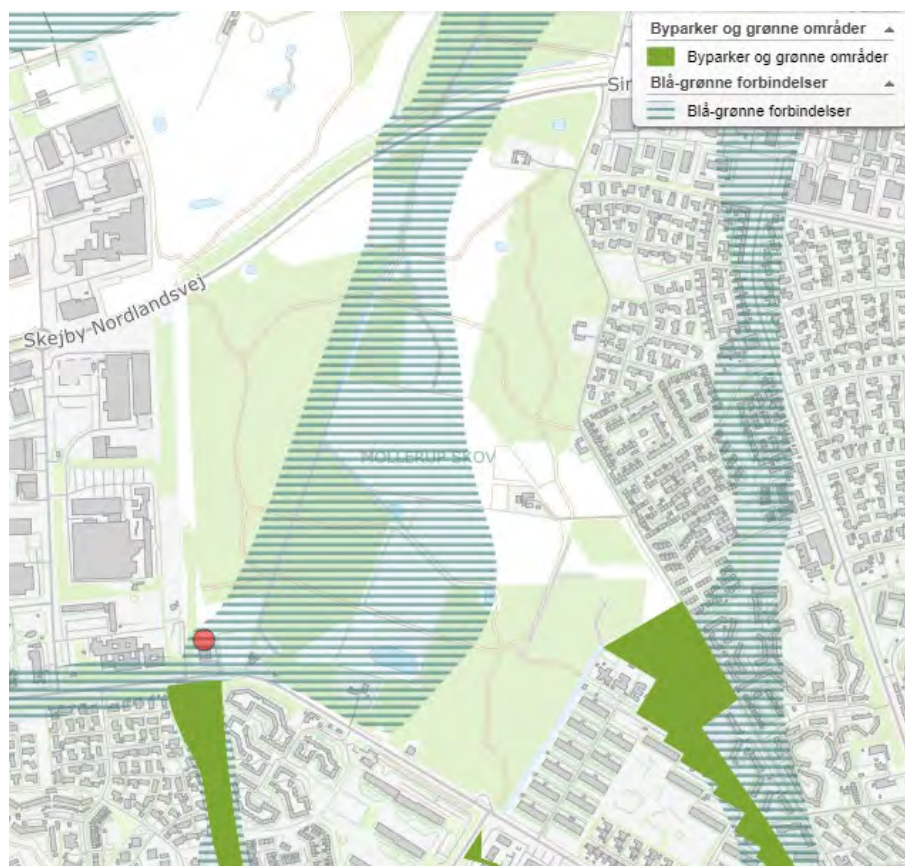 Byparker og grønne områder
Byparker og grønne områder
Blå-grønne forbindelser
Blå-grønne forbindelser
Skejby Nordlandsvej
MOLLERUP SKOV